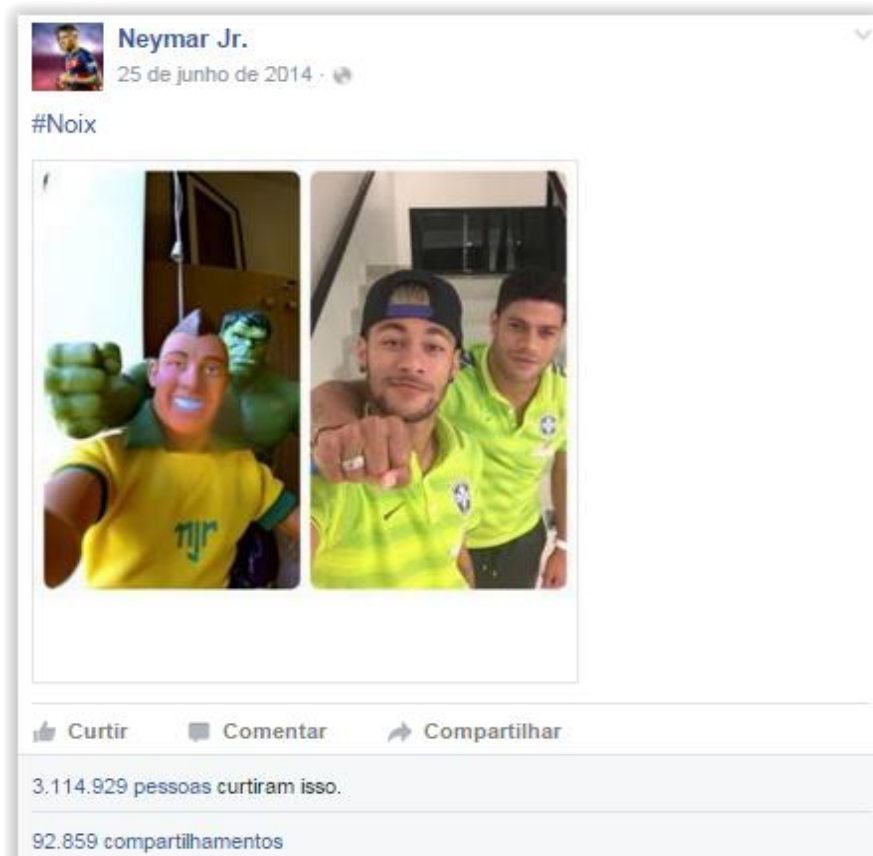 Neymar Jr.
25 de junho de 2014 ·
#Noix
njr
Curtir Comentar Compartilhar
3.114.929 pessoas curtiram isso.
92.859 compartilhamentos